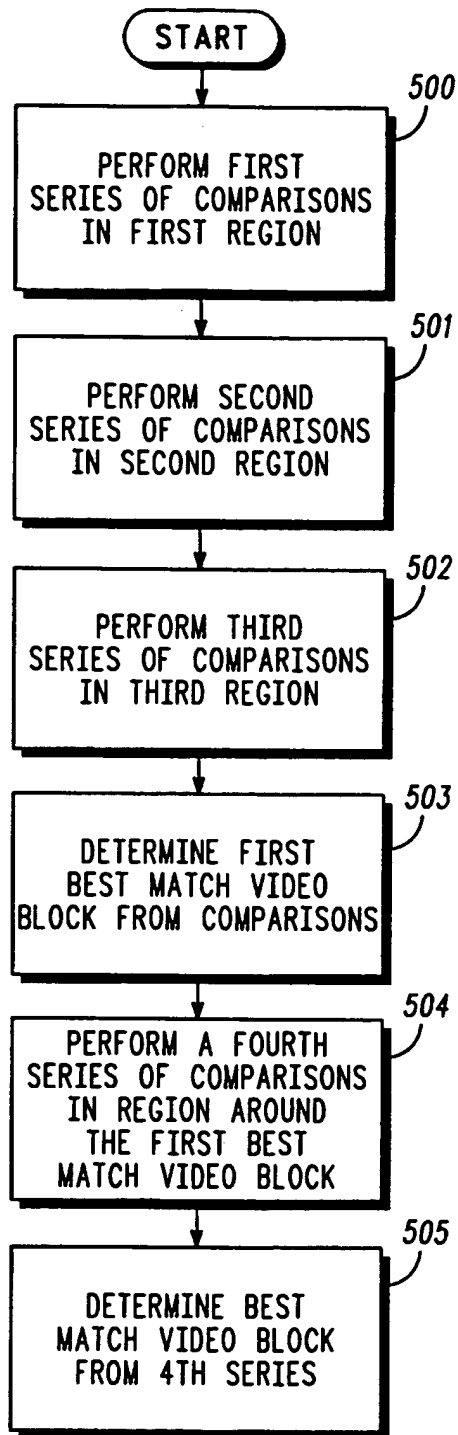 START
500
PERFORM FIRST
SERIES OF COMPARISONS
IN FIRST REGION
501
PERFORM SECOND
SERIES OF COMPARISONS
IN SECOND REGION
502
PERFORM THIRD
SERIES OF COMPARISONS
IN THIRD REGION
503
DETERMINE FIRST
BEST MATCH VIDEO
BLOCK FROM COMPARISONS
504
PERFORM A FOURTH
SERIES OF COMPARISONS
IN REGION AROUND
THE FIRST BEST
MATCH VIDEO BLOCK
505
DETERMINE BEST
MATCH VIDEO BLOCK
FROM 4TH SERIES